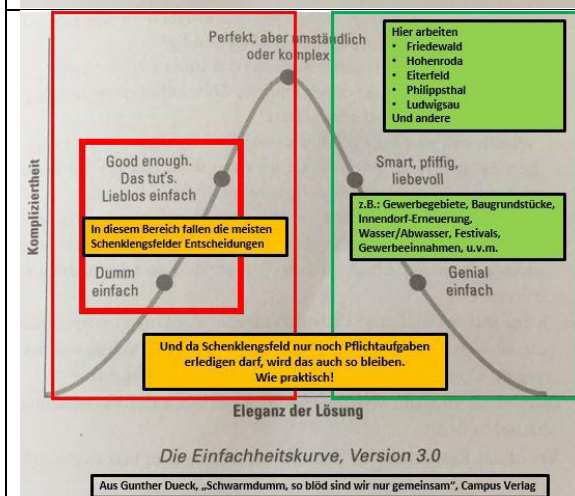 Perfekt, aber umständlich
oder komplex
Hier arbeiten
• Friedewald
• Hohenroda
• Eiterfeld
• Philippsthal
• Ludwigsau
Und andere
Kompliziertheit
Good enough.
Das tut's.
Lieblos einfach
Smart, pfiffig,
liebevoll
In diesem Bereich fallen die meisten
Schenklengsfelder Entscheidungen
z.B.: Gewerbegebiete, Baugrundstücke,
Innendorf-Erneuerung,
Wasser/Abwasser, Festivals,
Gewerbeeinnahmen, u.v.m.
Dumm
einfach
Genial
einfach
Und da Schenklengsfeld nur noch Pflichtaufgaben
erledigen darf, wird das auch so bleiben.
Wie praktisch!
Eleganz der Lösung
Die Einfachheitskurve, Version 3.0
Aus Gunther Dueck, „Schwarmdumm, so blöd sind wir nur gemeinsam“, Campus Verlag